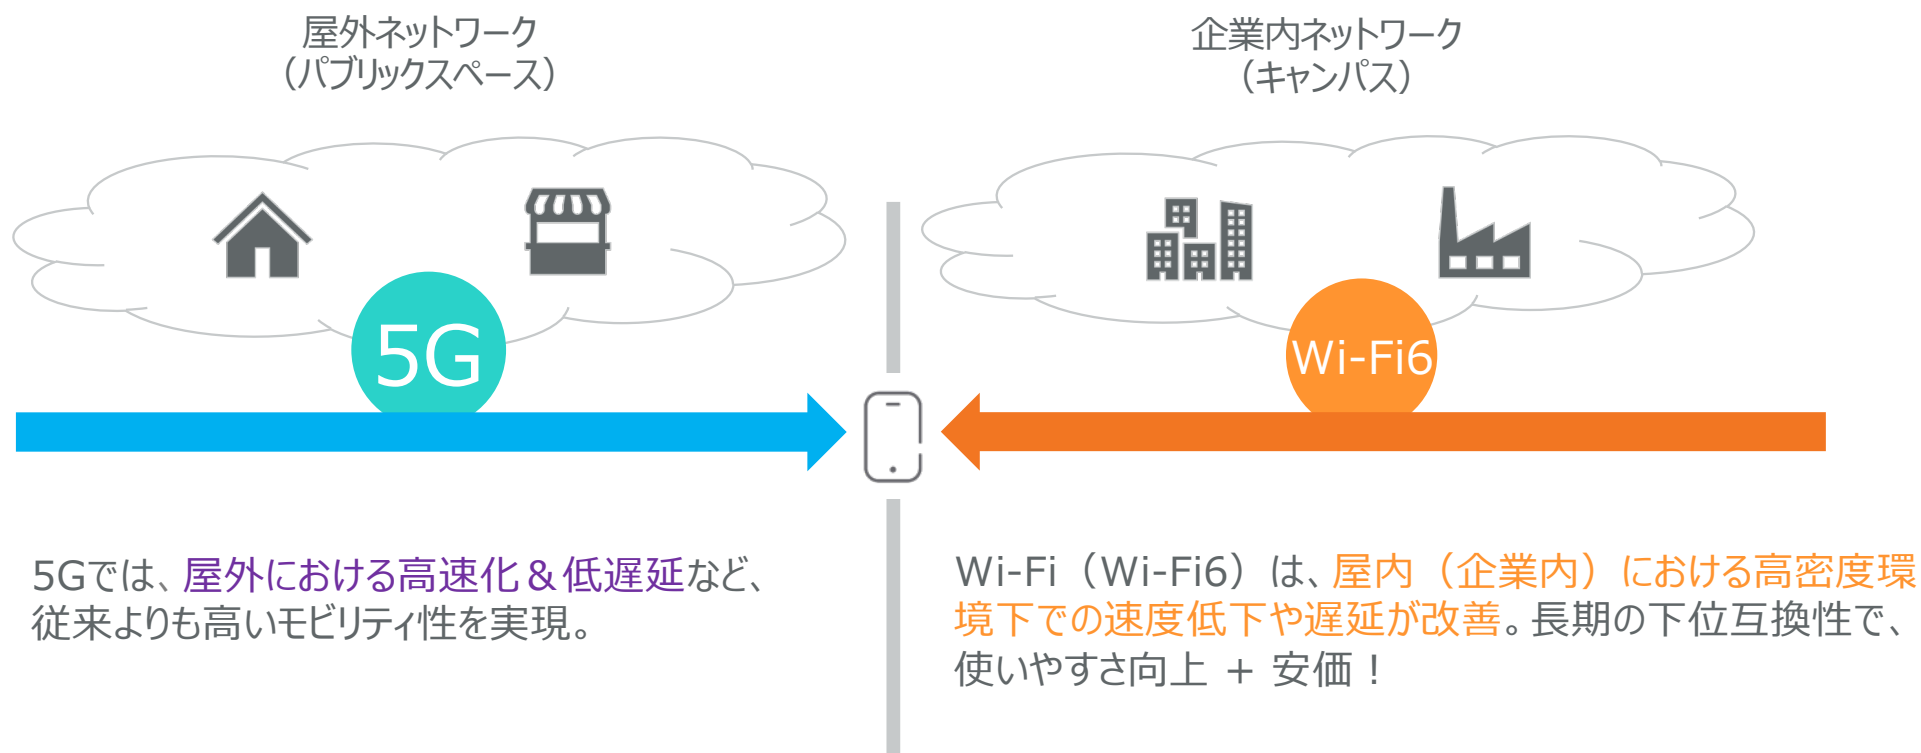 屋外ネットワーク
（パブリックスペース）
5G
5Gでは、屋外における高速化＆低遅延など、
従来よりも高いモビリティ性を実現。
企業内ネットワーク
（キャンパス）
Wi-Fi6
Wi-Fi（Wi-Fi6）は、屋内（企業内）における高密度環
境下での速度低下や遅延が改善。長期の下位互換性で、
使いやすさ向上 + 安価！